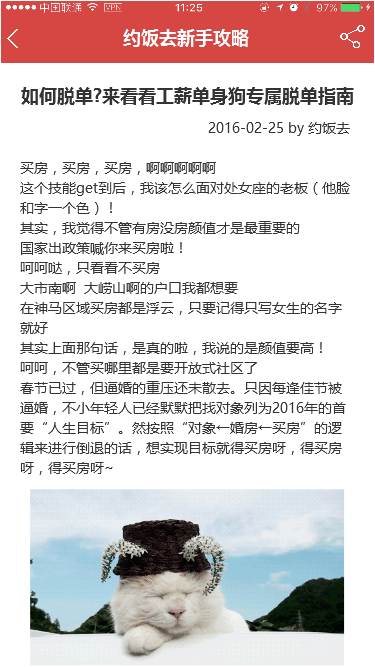 中国联通 VPN 11:25 97%
约饭去新手攻略
如何脱单?来看看工薪单身狗专属脱单指南
2016-02-25 by 约饭去
买房，买房，买房，啊啊啊啊啊
这个技能get到后，我该怎么面对处女座的老板（他脸
和字一个色）！
其实，我觉得不管有房没房颜值才是最重要的
国家出政策喊你来买房啦！
呵呵哒，只看看不买房
大市南啊 大崂山啊的户口我都想要
在神马区域买房都是浮云，只要记得只写女生的名字
就好
其实上面那句话，是真的啦，我说的是颜值要高！
呵呵，不管买哪里都是要开放式社区了
春节已过，但逼婚的重压还未散去。只因每逢佳节被
逼婚，不小年轻人已经默默把找对象列为2016年的首
要“人生目标”。然按照“对象←婚房←买房”的逻
辑来进行倒退的话，想实现目标就得买房呀，得买房
呀，得买房呀~